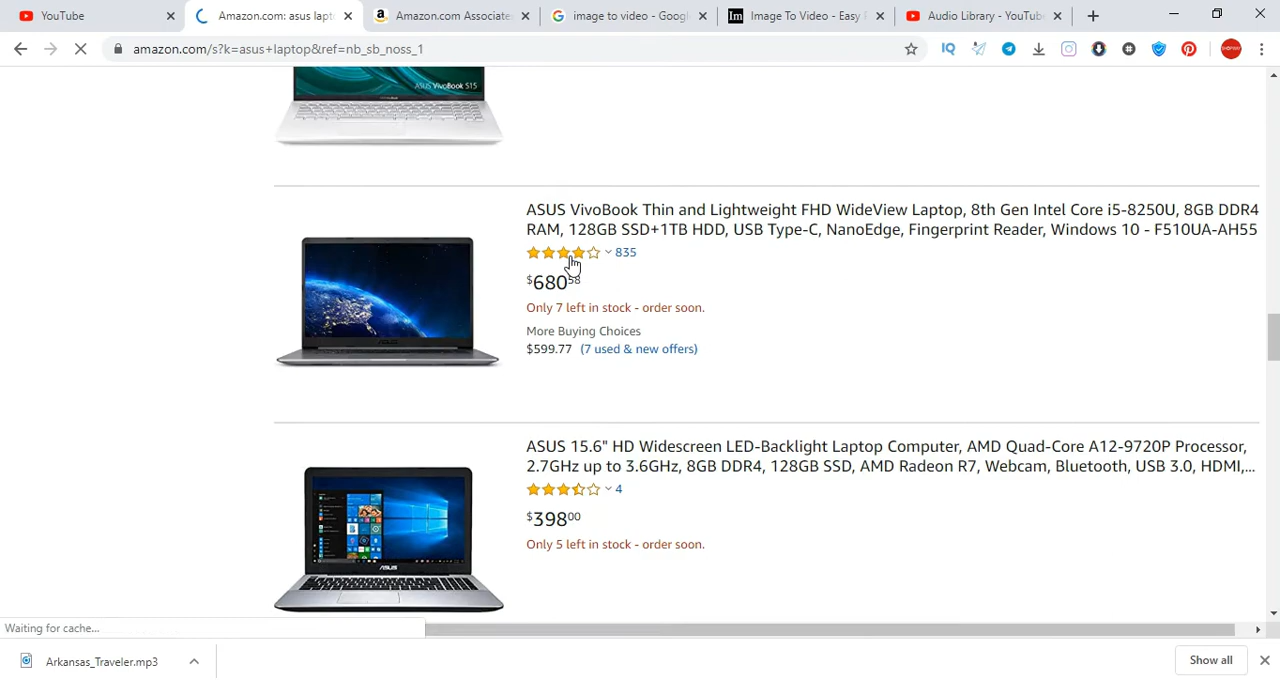 YouTube
Amazon.com: asus lapt
Amazon.com Associate
image to video - Googl
Image To Video - Easy
Audio Library - YouTube
amazon.com/s?k=asus+laptop&ref=nb_sb_noss_1
ASUS VivoBook S15
ASUS VivoBook Thin and Lightweight FHD WideView Laptop, 8th Gen Intel Core i5-8250U, 8GB DDR4
RAM, 128GB SSD+1TB HDD, USB Type-C, NanoEdge, Fingerprint Reader, Windows 10 - F510UA-AH55
835
$68058
Only 7 left in stock - order soon.
More Buying Choices
$599.77 (7 used & new offers)
ASUS 15.6" HD Widescreen LED-Backlight Laptop Computer, AMD Quad-Core A12-9720P Processor,
2.7GHz up to 3.6GHz, 8GB DDR4, 128GB SSD, AMD Radeon R7, Webcam, Bluetooth, USB 3.0, HDMI,...
4
$39800
Only 5 left in stock - order soon.
Waiting for cache...
Arkansas_Traveler.mp3
Show all